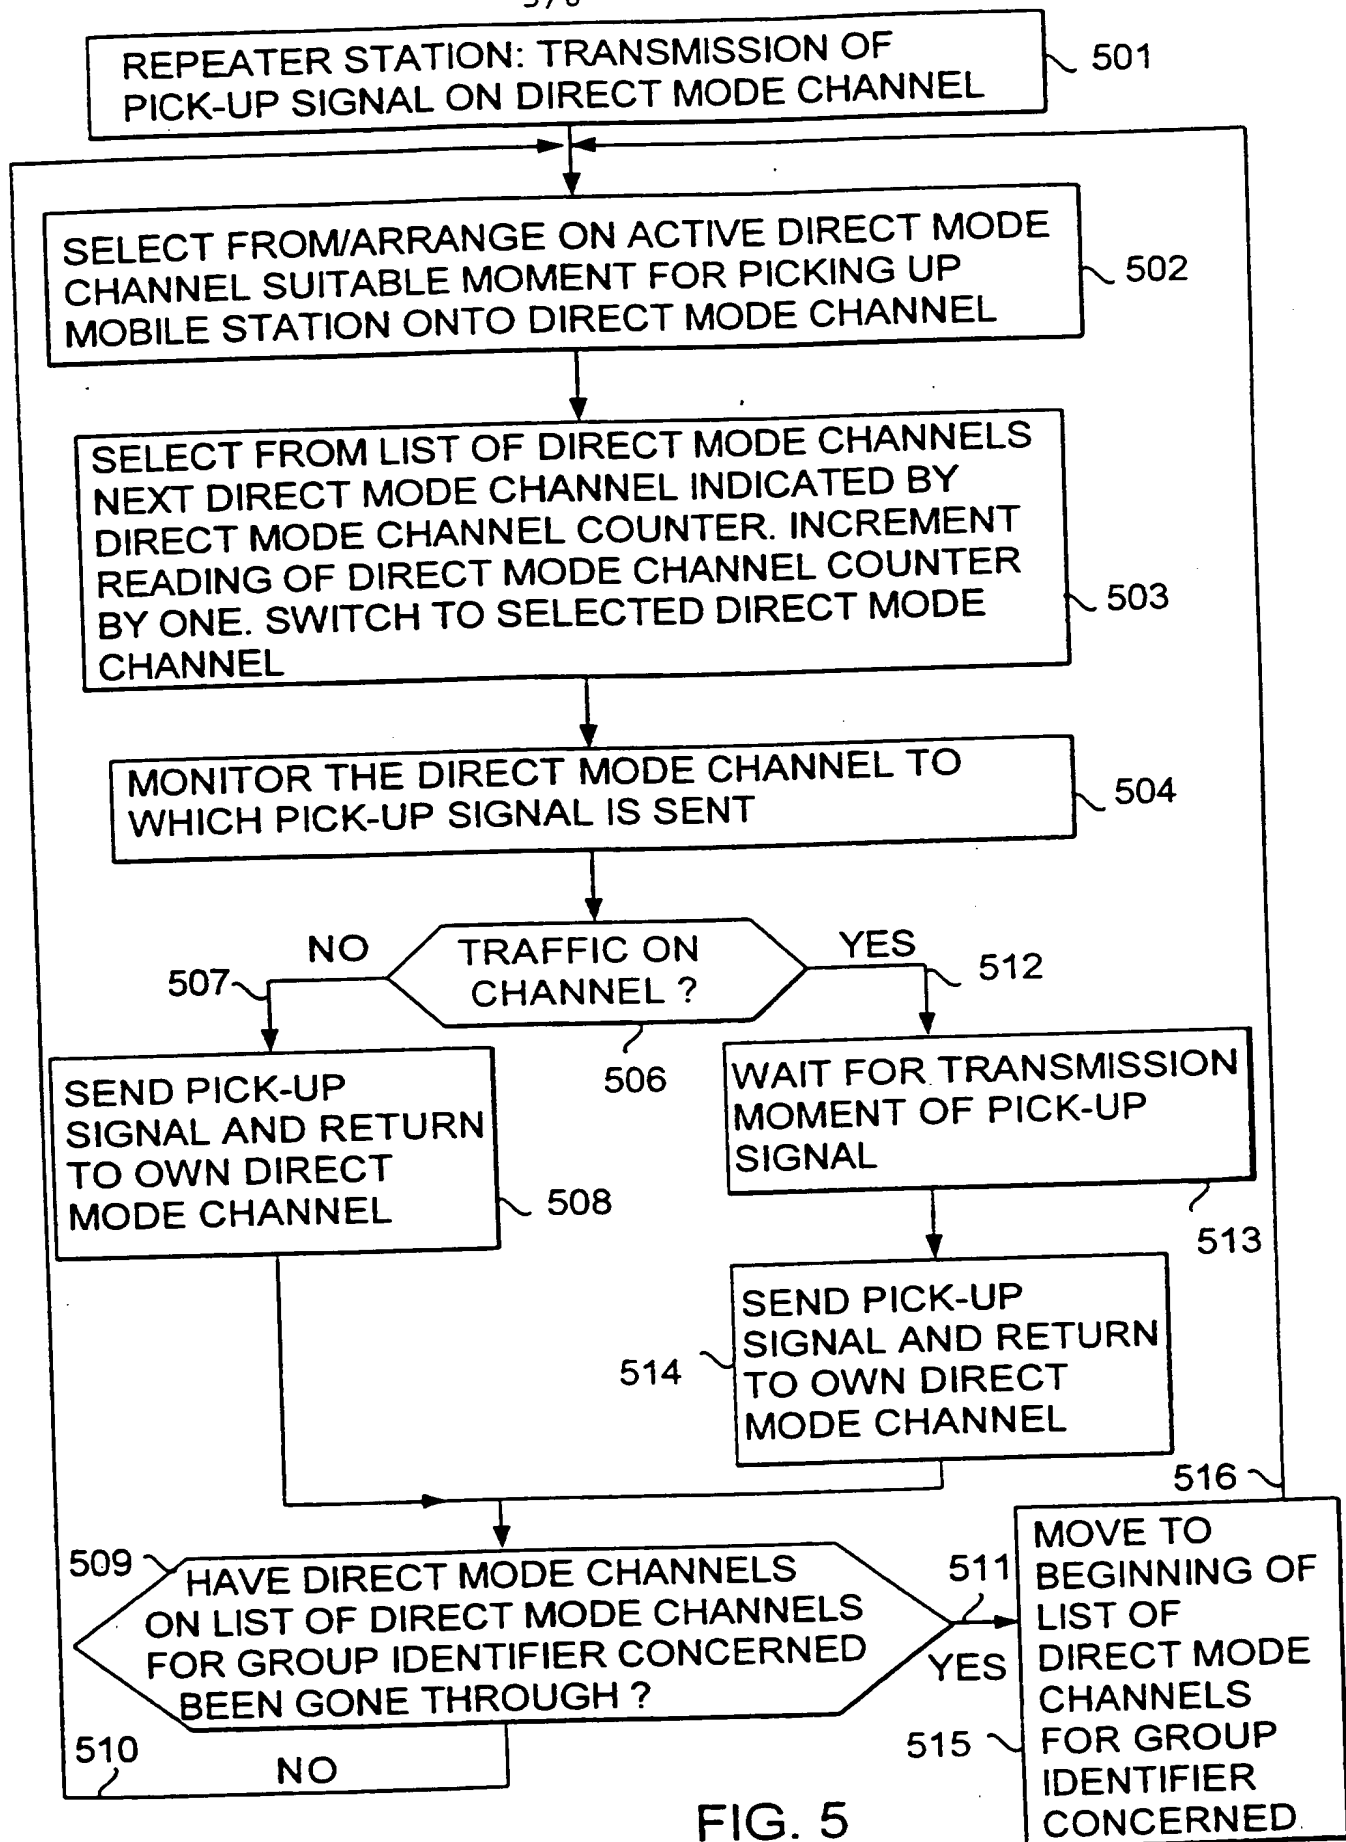 REPEATER STATION: TRANSMISSION OF
PICK-UP SIGNAL ON DIRECT MODE CHANNEL
501
SELECT FROM/ARRANGE ON ACTIVE DIRECT MODE
CHANNEL SUITABLE MOMENT FOR PICKING UP
MOBILE STATION ONTO DIRECT MODE CHANNEL
502
SELECT FROM LIST OF DIRECT MODE CHANNELS
NEXT DIRECT MODE CHANNEL INDICATED BY
DIRECT MODE CHANNEL COUNTER. INCREMENT
READING OF DIRECT MODE CHANNEL COUNTER
BY ONE. SWITCH TO SELECTED DIRECT MODE
CHANNEL
503
MONITOR THE DIRECT MODE CHANNEL TO
WHICH PICK-UP SIGNAL IS SENT
504
NO
TRAFFIC ON
CHANNEL ?
YES
507
512
506
SEND PICK-UP
SIGNAL AND RETURN
TO OWN DIRECT
MODE CHANNEL
508
WAIT FOR TRANSMISSION
MOMENT OF PICK-UP
SIGNAL
513
SEND PICK-UP
SIGNAL AND RETURN
TO OWN DIRECT
MODE CHANNEL
514
516
509
HAVE DIRECT MODE CHANNELS
ON LIST OF DIRECT MODE CHANNELS
FOR GROUP IDENTIFIER CONCERNED
BEEN GONE THROUGH ?
511
YES
510
NO
MOVE TO
BEGINNING OF
LIST OF
DIRECT MODE
CHANNELS
FOR GROUP
IDENTIFIER
CONCERNED
515
FIG. 5